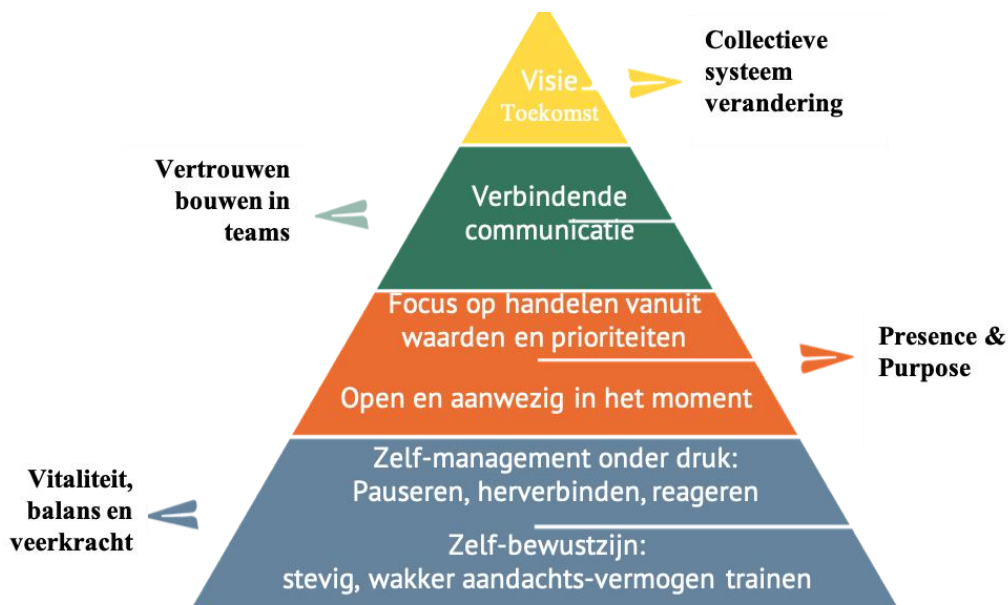 Collectieve
systeem
verandering
Visie
Toekomst
Vertrouwen
bouwen in
teams
Verbindende
communicatie
Focus op handelen vanuit
waarden en prioriteiten
Presence &
Purpose
Open en aanwezig in het moment
Zelf-management onder druk:
Pauseren, herverbinden, reageren
Vitaliteit,
balans en
veerkracht
Zelf-bewustzijn:
stevig, wakker aandachts-vermogen trainen